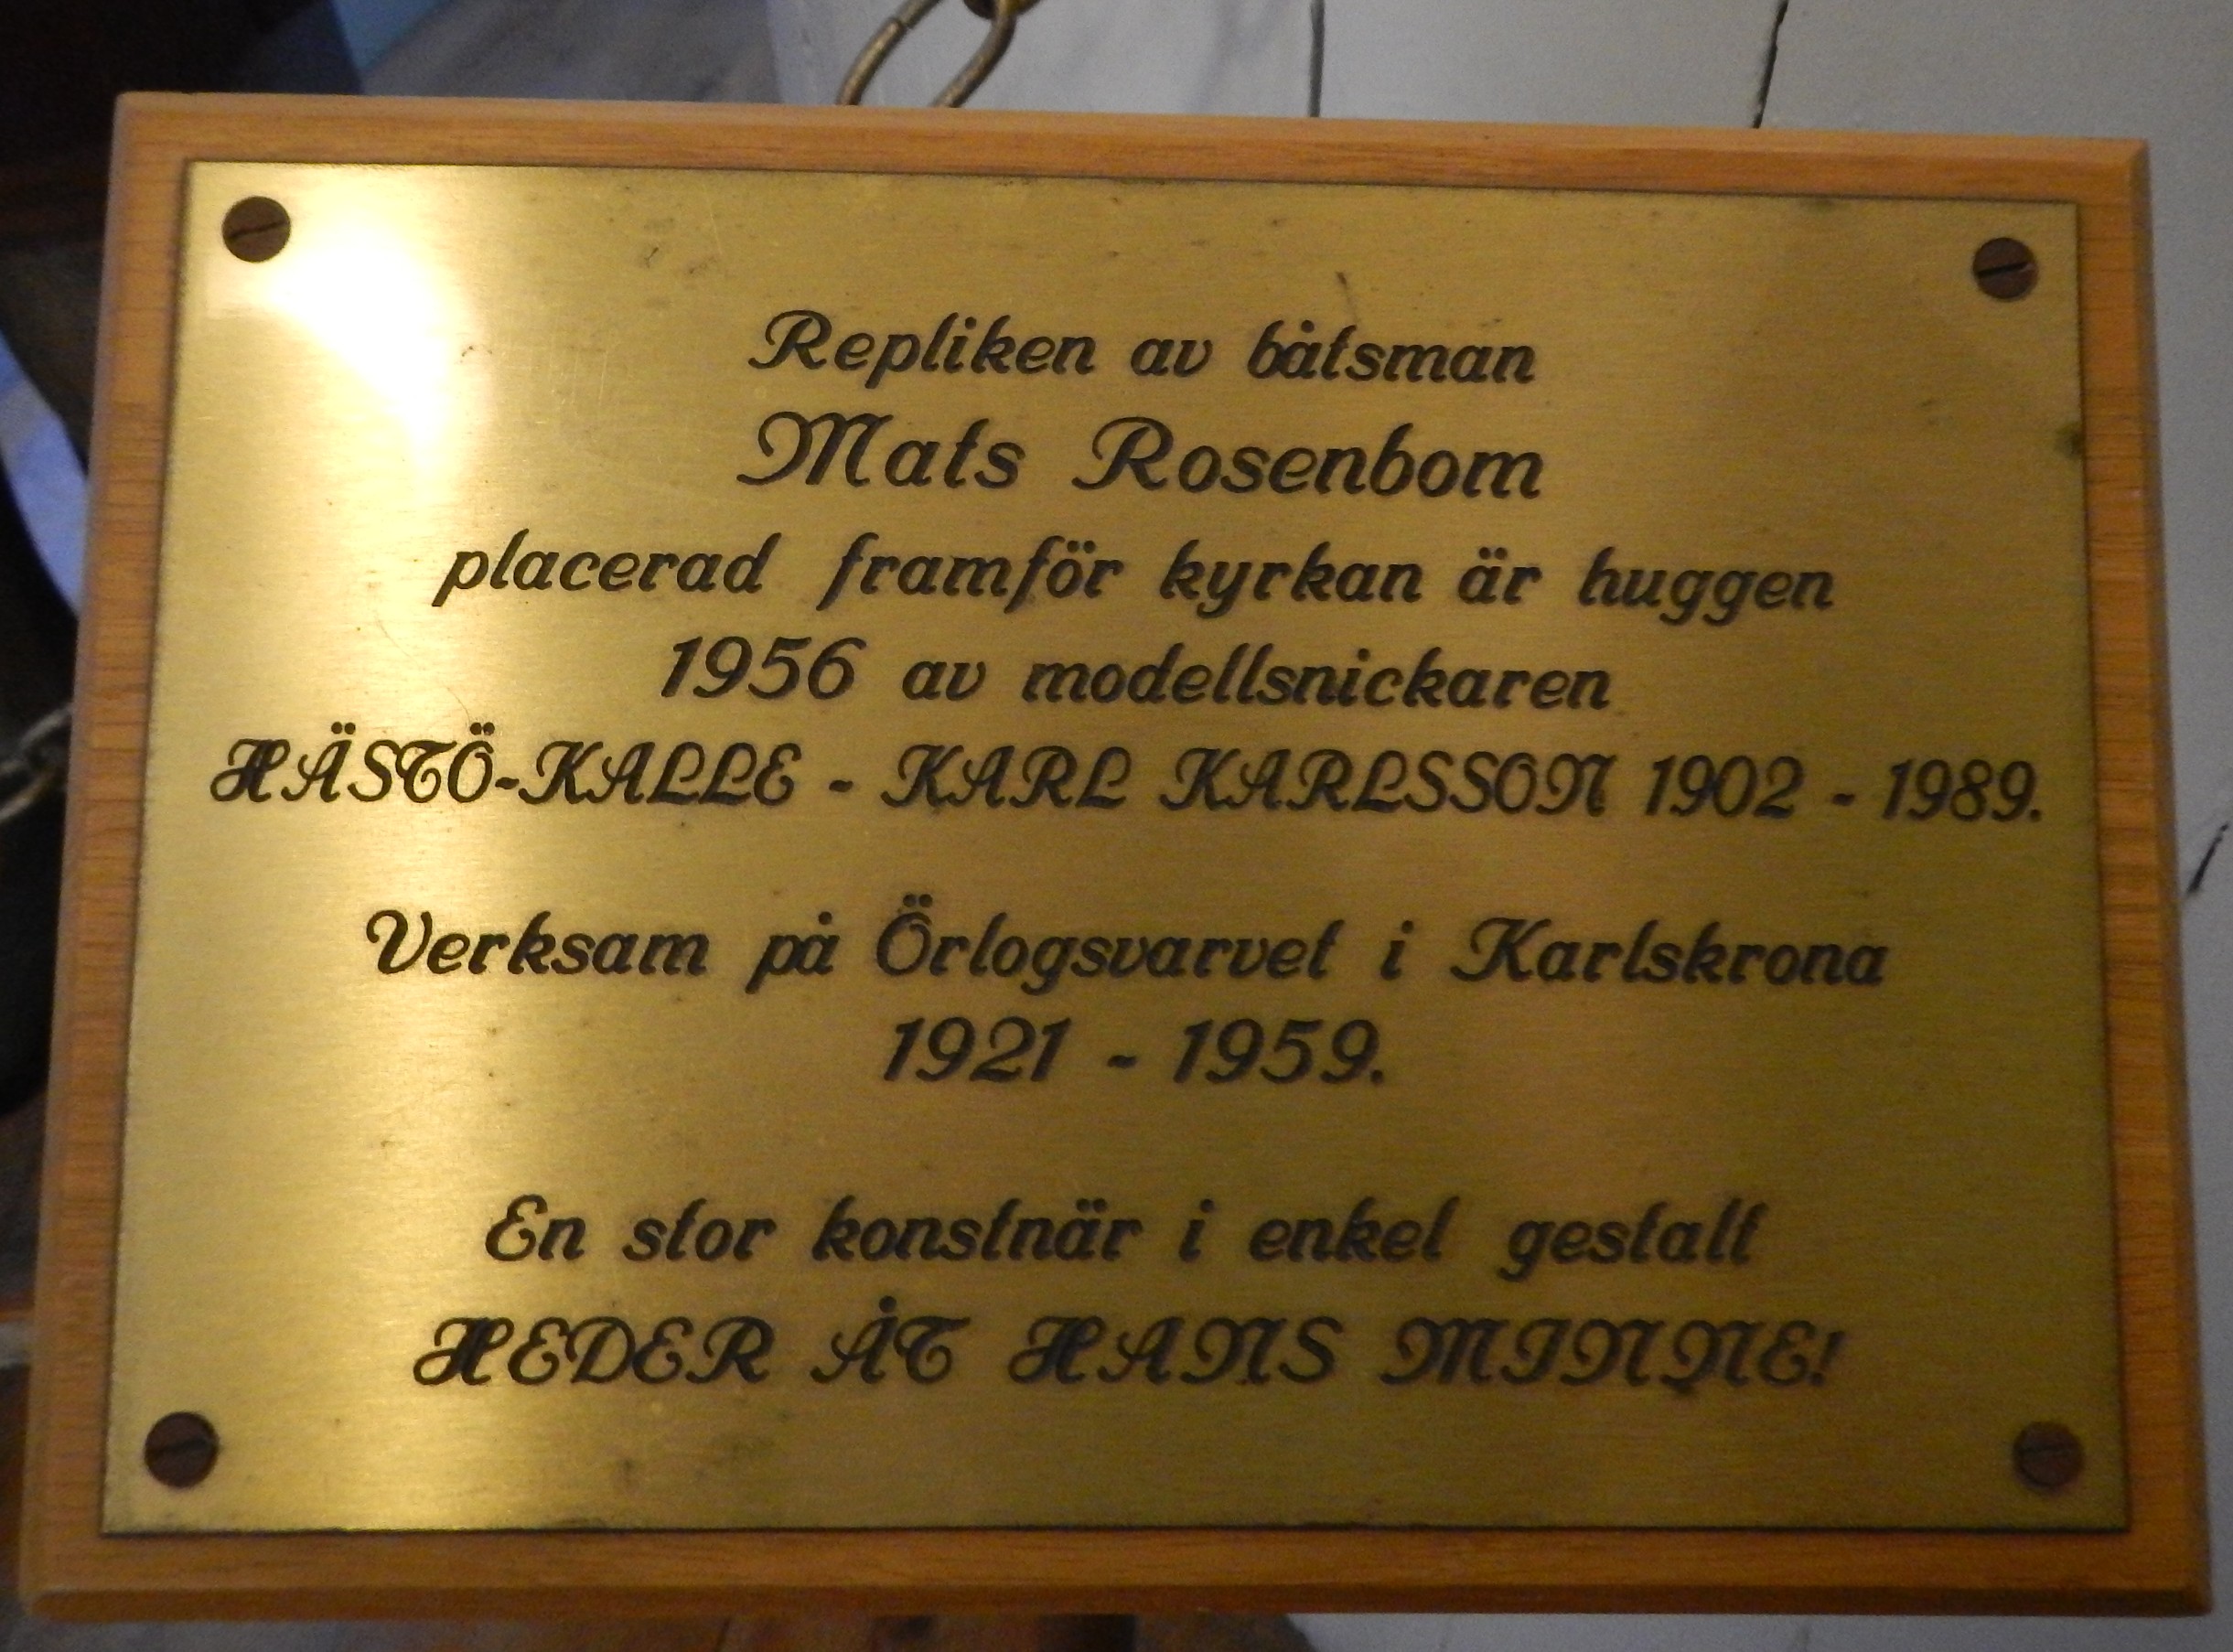 Repliken av båtsman
Mats Rosenbom
placerad framför kyrkan är huggen
1956 av modellsnickaren
HÄSTÖ-KALLE - KARL KARLSSON 1902 - 1989.
Verksam på Örlogsvarvet i Karlskrona
1921 - 1959.
En stor konstnär i enkel gestalt
HEDER ÅT HANS MINNE!